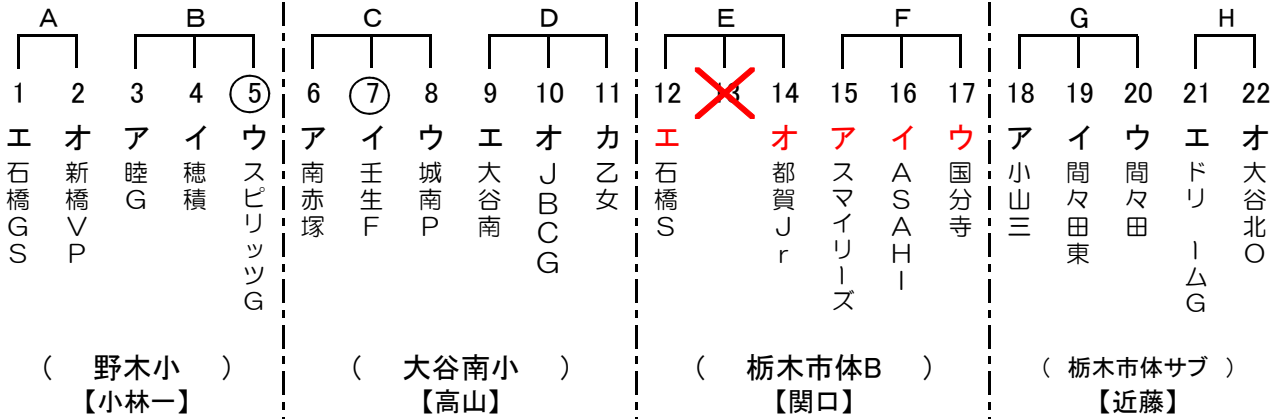 A B C D E F G H
1 2 3 4 5 6 7 8 9 10 11 12 13 14 15 16 17 18 19 20 21 22
エ オ ア イ ウ ア イ ウ エ オ カ エ オ ア イ ウ ア イ ウ エ オ
石橋GS
新橋VP
睦G
穂積
スピリッツG
南赤塚
壬生F
城南P
大谷南
JBCG
乙女
石橋S
都賀Jr
スマイリーズ
ASAHI
国分寺
小山三
間々田東
間々田
ドリームG
大谷北O
( 野木小 ) ( 大谷南小 ) ( 栃木市体B ) ( 栃木市体サブ )
【小林一】 【高山】 【関口】 【近藤】